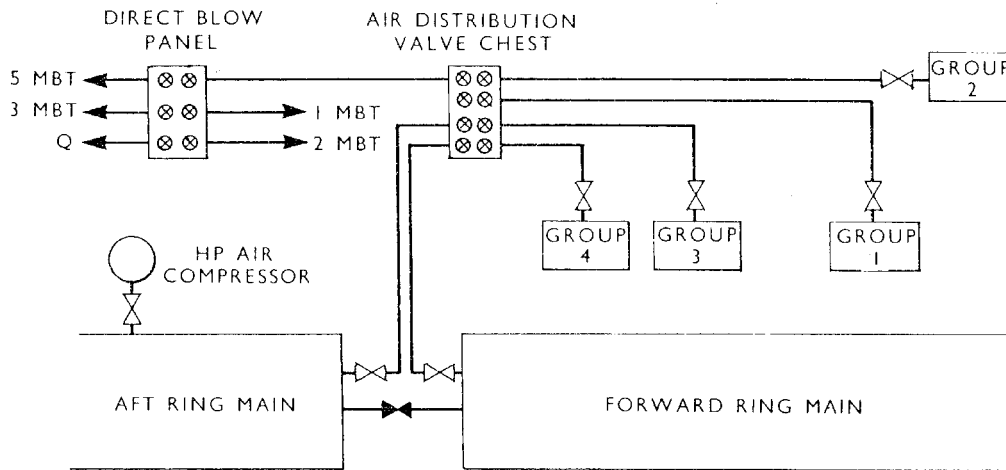 DIRECT BLOW
PANEL
AIR DISTRIBUTION
VALVE CHEST
5 MBT
3 MBT
Q
1 MBT
2 MBT
GROUP
2
GROUP
4
GROUP
3
GROUP
1
HP AIR
COMPRESSOR
AFT RING MAIN
FORWARD RING MAIN